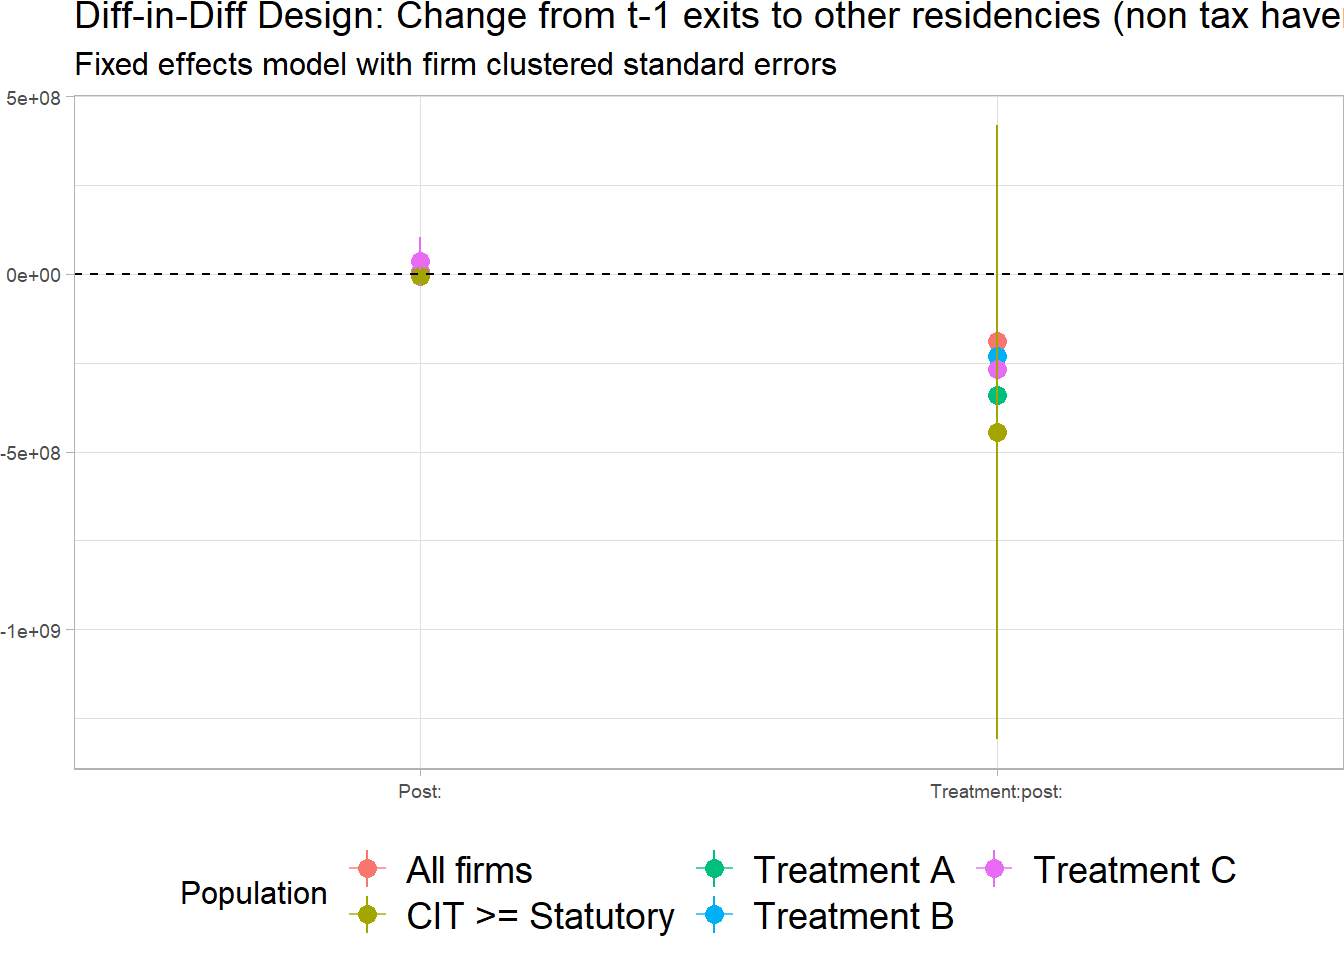 Diff-in-Diff Design: Change from t-1 exits to other residencies (non tax have
Fixed effects model with firm clustered standard errors
5e+08
0e+00
-5e+08
-1e+09
Post:
Treatment:post:
Population
All firms
CIT >= Statutory
Treatment A
Treatment B
Treatment C